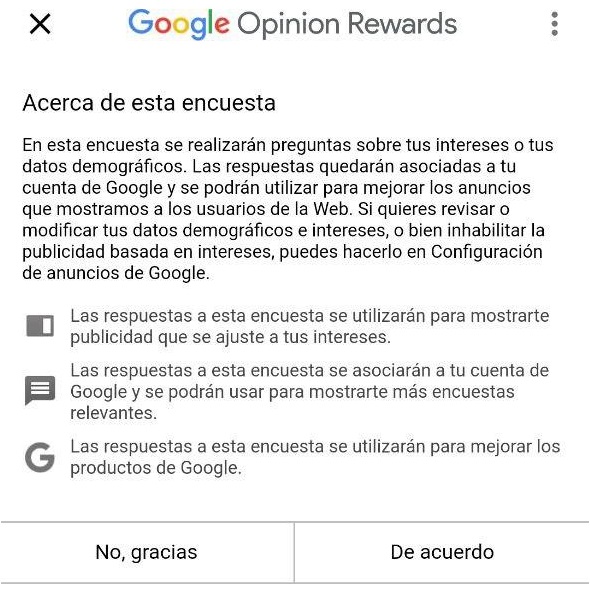 Google Opinion Rewards
Acerca de esta encuesta
En esta encuesta se realizarán preguntas sobre tus intereses o tus
datos demográficos. Las respuestas quedarán asociadas a tu
cuenta de Google y se podrán utilizar para mejorar los anuncios
que mostramos a los usuarios de la Web. Si quieres revisar o
modificar tus datos demográficos e intereses, o bien inhabilitar la
publicidad basada en intereses, puedes hacerlo en Configuración
de anuncios de Google.
Las respuestas a esta encuesta se utilizarán para mostrarte
publicidad que se ajuste a tus intereses.
Las respuestas a esta encuesta se asociarán a tu cuenta de
Google y se podrán usar para mostrarte más encuestas
relevantes.
Las respuestas a esta encuesta se utilizarán para mejorar los
productos de Google.
No, gracias
De acuerdo